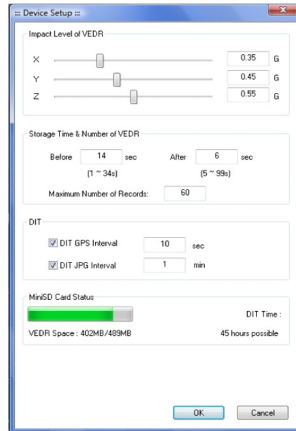 ::: Device Setup :::
Impact Level of VEDR
X 0.35 G
Y 0.45 G
Z 0.55 G
Storage Time & Number of VEDR
Before 14 sec After 6 sec
(1 ~ 34s) (5 ~ 99s)
Maximum Number of Records: 60
DIT
DIT GPS Interval 10 sec
DIT JPG Interval 1 min
MiniSD Card Status
DIT Time :
VEDR Space : 402MB/489MB 45 hours possible
OK Cancel